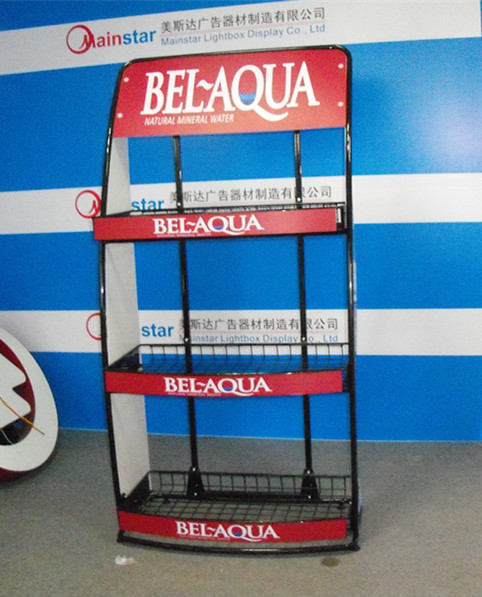 Mainstar 美斯达广告器材制造有限公司
Mainstar Lightbox Display Co., Ltd
BEL~AQUA
NATURAL MINERAL WATER
Mainstar 美斯达广告器材制造有限公司
BEL~AQUA
star 美斯达广告器材制造有限公司
Mainstar Lightbox Display Co., Ltd
BEL~AQUA
BEL~AQUA